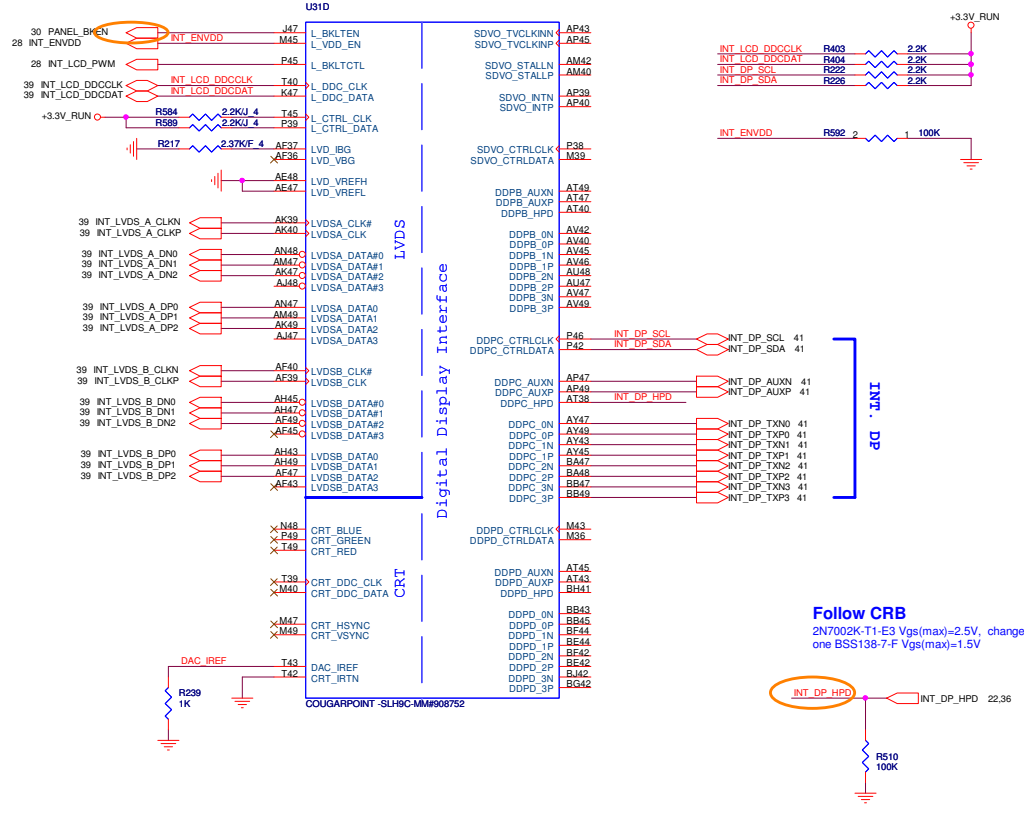 U31D
30 PANEL_BKEN J47 L_BKLTEN
28 INT_ENVDD INT_ENVDD M45 L_VDD_EN
28 INT_LCD_PWM P45 L_BKLTCTL
39 INT_LCD_DDCCLK INT_LCD_DDCCLK T40 L_DDC_CLK
39 INT_LCD_DDCDAT INT_LCD_DDCDAT K47 L_DDC_DATA
+3.3V_RUN R584 2.2K/J_4 T45 L_CTRL_CLK
R589 2.2K/J_4 P39 L_CTRL_DATA
R217 2.37K/F_4 AF37 LVD_IBG
AF36 LVD_VBG
AE48 LVD_VREFH
AE47 LVD_VREFL
39 INT_LVDS_A_CLKN AK39 LVDSA_CLK#
39 INT_LVDS_A_CLKP AK40 LVDSA_CLK
39 INT_LVDS_A_DN0 AN48 LVDSA_DATA#0
39 INT_LVDS_A_DN1 AM47 LVDSA_DATA#1
39 INT_LVDS_A_DN2 AK47 LVDSA_DATA#2
AJ48 LVDSA_DATA#3
39 INT_LVDS_A_DP0 AN47 LVDSA_DATA0
39 INT_LVDS_A_DP1 AM49 LVDSA_DATA1
39 INT_LVDS_A_DP2 AK49 LVDSA_DATA2
AJ47 LVDSA_DATA3
39 INT_LVDS_B_CLKN AF40 LVDSB_CLK#
39 INT_LVDS_B_CLKP AF39 LVDSB_CLK
39 INT_LVDS_B_DN0 AH45 LVDSB_DATA#0
39 INT_LVDS_B_DN1 AH47 LVDSB_DATA#1
39 INT_LVDS_B_DN2 AF49 LVDSB_DATA#2
AF45 LVDSB_DATA#3
39 INT_LVDS_B_DP0 AH43 LVDSB_DATA0
39 INT_LVDS_B_DP1 AH49 LVDSB_DATA1
39 INT_LVDS_B_DP2 AF47 LVDSB_DATA2
AF43 LVDSB_DATA3
N48 CRT_BLUE
P49 CRT_GREEN
T49 CRT_RED
T39 CRT_DDC_CLK
M40 CRT_DDC_DATA
M47 CRT_HSYNC
M49 CRT_VSYNC
DAC_IREF T43 DAC_IREF
T42 CRT_IRTN
R239
1K
COUGARPOINT -SLH9C-MM#908752
LVDS
CRT
Digital Display Interface
SDVO_TVCLKINN AP43
SDVO_TVCLKINP AP45
SDVO_STALLN AM42
SDVO_STALLP AM40
SDVO_INTN AP39
SDVO_INTP AP40
SDVO_CTRLCLK P38
SDVO_CTRLDATA M39
DDPB_AUXN AT49
DDPB_AUXP AT47
DDPB_HPD AT40
DDPB_0N AV42
DDPB_0P AV40
DDPB_1N AV45
DDPB_1P AV46
DDPB_2N AU48
DDPB_2P AU47
DDPB_3N AV47
DDPB_3P AV49
DDPC_CTRLCLK P46 INT_DP_SCL INT_DP_SCL 41
DDPC_CTRLDATA P42 INT_DP_SDA INT_DP_SDA 41
DDPC_AUXN AP47 INT_DP_AUXN 41
DDPC_AUXP AP49 INT_DP_AUXP 41
DDPC_HPD AT38 INT_DP_HPD
DDPC_0N AY47 INT_DP_TXN0 41
DDPC_0P AY49 INT_DP_TXP0 41
DDPC_1N AY43 INT_DP_TXN1 41
DDPC_1P AY45 INT_DP_TXP1 41
DDPC_2N BA47 INT_DP_TXN2 41
DDPC_2P BA48 INT_DP_TXP2 41
DDPC_3N BB47 INT_DP_TXN3 41
DDPC_3P BB49 INT_DP_TXP3 41
INT. DP
DDPD_CTRLCLK M43
DDPD_CTRLDATA M36
DDPD_AUXN AT45
DDPD_AUXP AT43
DDPD_HPD BH41
DDPD_0N BB43
DDPD_0P BB45
DDPD_1N BF44
DDPD_1P BE44
DDPD_2N BF42
DDPD_2P BE42
DDPD_3N BJ42
DDPD_3P BG42
+3.3V_RUN
INT_LCD_DDCCLK R403 2.2K
INT_LCD_DDCDAT R404 2.2K
INT_DP_SCL R222 2.2K
INT_DP_SDA R226 2.2K
INT_ENVDD R592 2 1 100K
Follow CRB
2N7002K-T1-E3 Vgs(max)=2.5V, change
one BSS138-7-F Vgs(max)=1.5V
INT_DP_HPD INT_DP_HPD 22,36
R510
100K